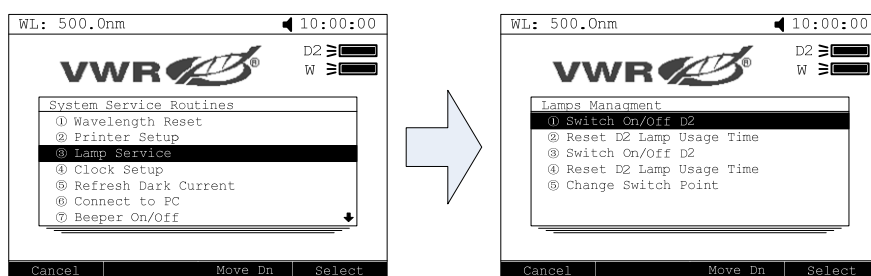 WL: 500.0nm 10:00:00
D2
VWR®
W
System Service Routines
① Wavelength Reset
② Printer Setup
③ Lamp Service
④ Clock Setup
⑤ Refresh Dark Current
⑥ Connect to PC
⑦ Beeper On/Off
Cancel Move Dn Select
WL: 500.0nm 10:00:00
D2
VWR®
W
Lamps Managment
① Switch On/Off D2
② Reset D2 Lamp Usage Time
③ Switch On/Off D2
④ Reset D2 Lamp Usage Time
⑤ Change Switch Point
Cancel Move Dn Select